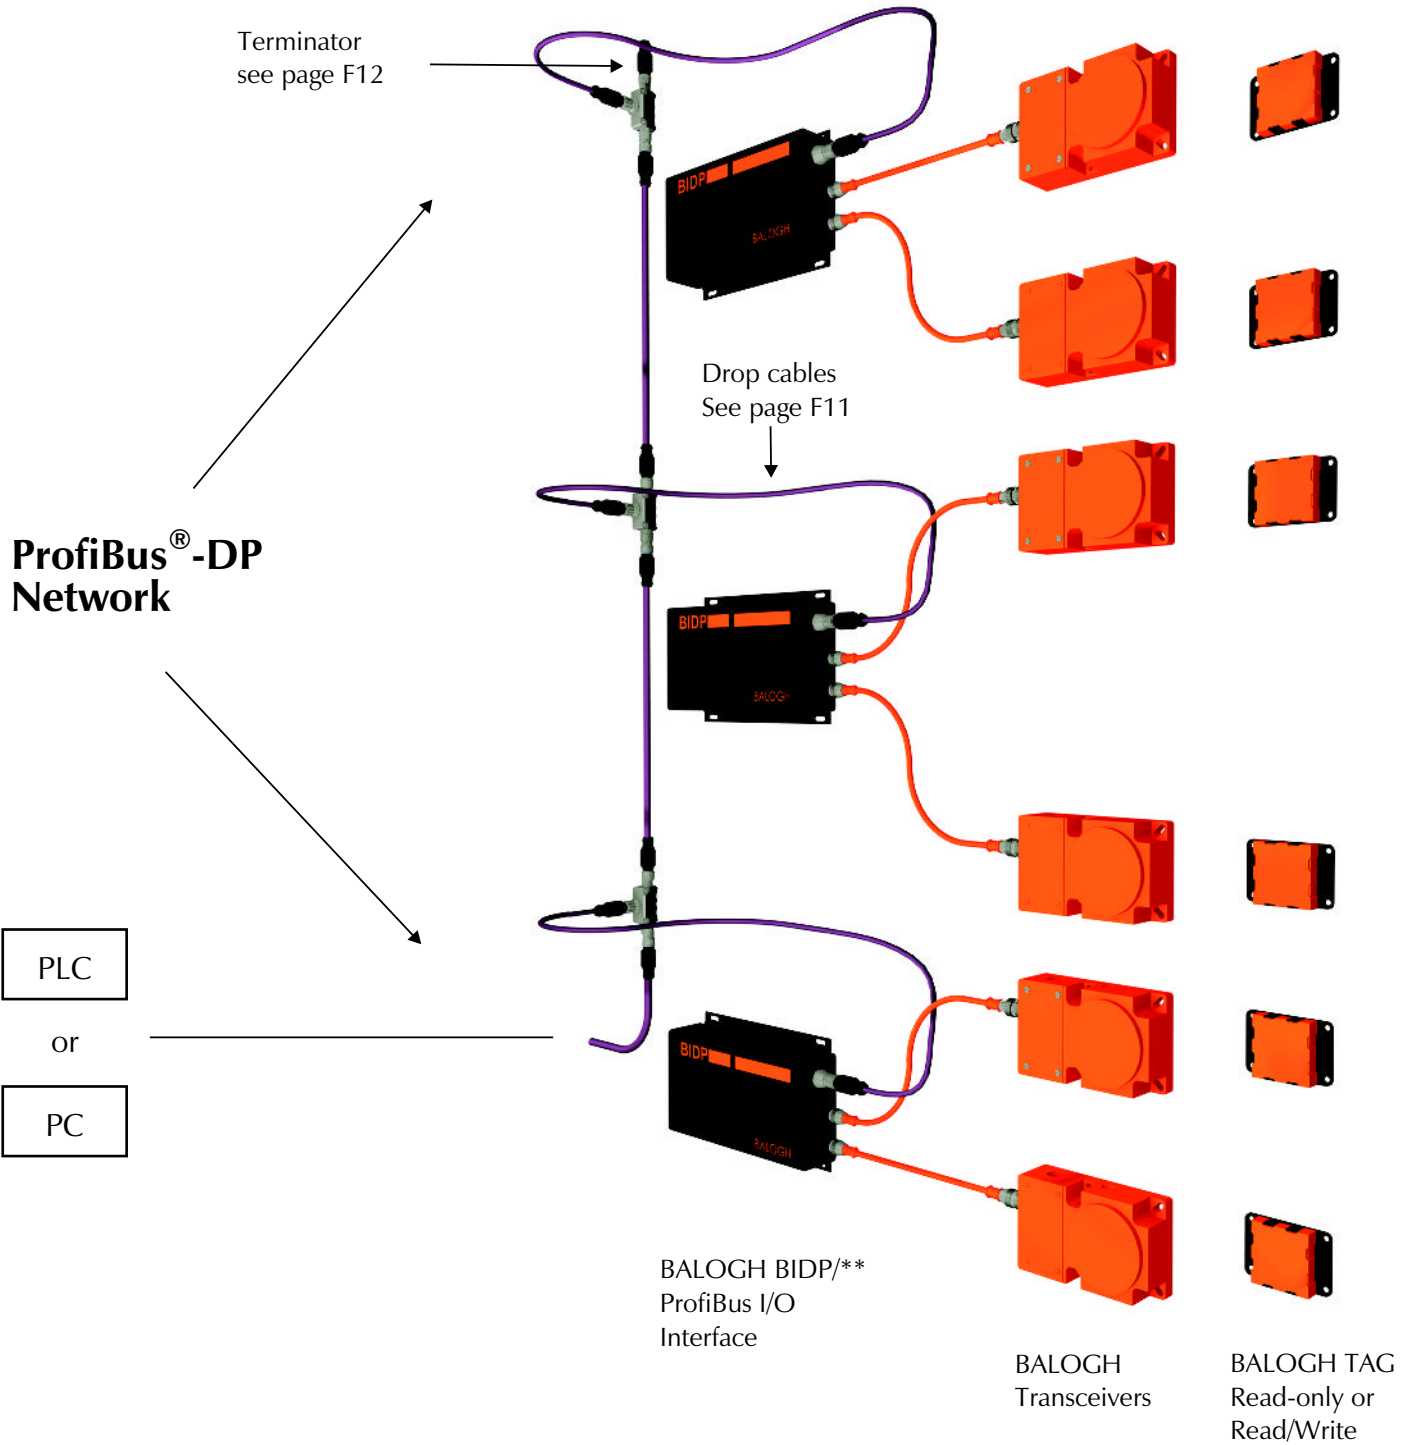 Terminator
see page F12
BIDP
BALOGH
Drop cables
See page F11
ProfiBus®-DP
Network
BIDP
BALOGH
PLC
or
PC
BIDP
BALOGH
BALOGH BIDP/**
ProfiBus I/O
Interface
BALOGH
Transceivers
BALOGH TAG
Read-only or
Read/Write